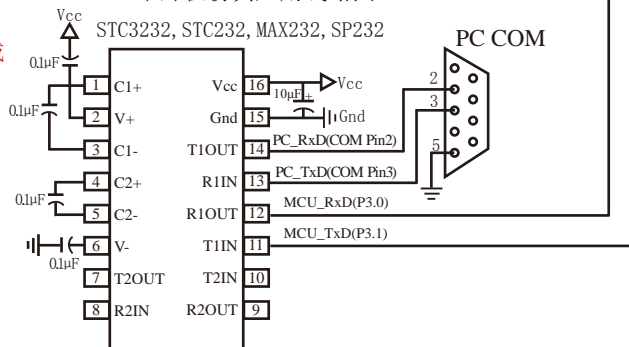 Vcc
STC3232, STC232, MAX232, SP232
PC COM
0.1μF
1 C1+ Vcc 16 Vcc
0.1μF
10μF +
2 V+ Gnd 15 Gnd
3 C1- T1OUT 14 PC_RxD(COM Pin2)
4 C2+ R1IN 13 PC_TxD(COM Pin3)
0.1μF
5 C2- R1OUT 12 MCU_RxD(P3.0)
6 V- T1IN 11 MCU_TxD(P3.1)
0.1μF
7 T2OUT T2IN 10
8 R2IN R2OUT 9
2
3
5